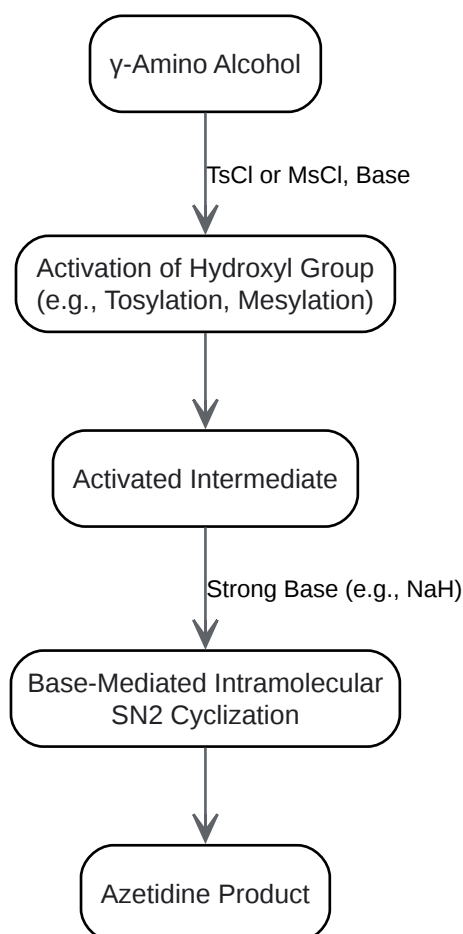 γ-Amino Alcohol
TsCl or MsCl, Base
Activation of Hydroxyl Group
(e.g., Tosylation, Mesylation)
Activated Intermediate
Strong Base (e.g., NaH)
Base-Mediated Intramolecular
SN2 Cyclization
Azetidine Product